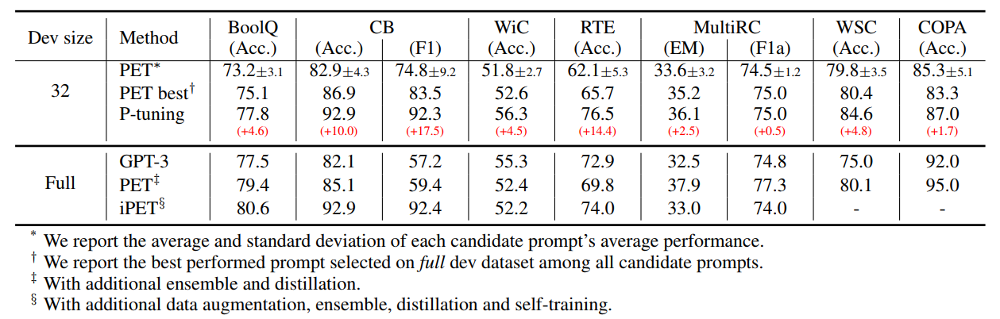 Dev size Method BoolQ CB WiC RTE MultiRC WSC COPA
(Acc.) (Acc.) (F1) (Acc.) (Acc.) (EM) (F1a) (Acc.) (Acc.)
32 PET* 73.2±3.1 82.9±4.3 74.8±9.2 51.8±2.7 62.1±5.3 33.6±3.2 74.5±1.2 79.8±3.5 85.3±5.1
PET best† 75.1 86.9 83.5 52.6 65.7 35.2 75.0 80.4 83.3
P-tuning 77.8 92.9 92.3 56.3 76.5 36.1 75.0 84.6 87.0
(+4.6) (+10.0) (+17.5) (+4.5) (+14.4) (+2.5) (+0.5) (+4.8) (+1.7)
Full GPT-3 77.5 82.1 57.2 55.3 72.9 32.5 74.8 75.0 92.0
PET‡ 79.4 85.1 59.4 52.4 69.8 37.9 77.3 80.1 95.0
iPET§ 80.6 92.9 92.4 52.2 74.0 33.0 74.0 - -
* We report the average and standard deviation of each candidate prompt's average performance.
† We report the best performed prompt selected on full dev dataset among all candidate prompts.
‡ With additional ensemble and distillation.
§ With additional data augmentation, ensemble, distillation and self-training.